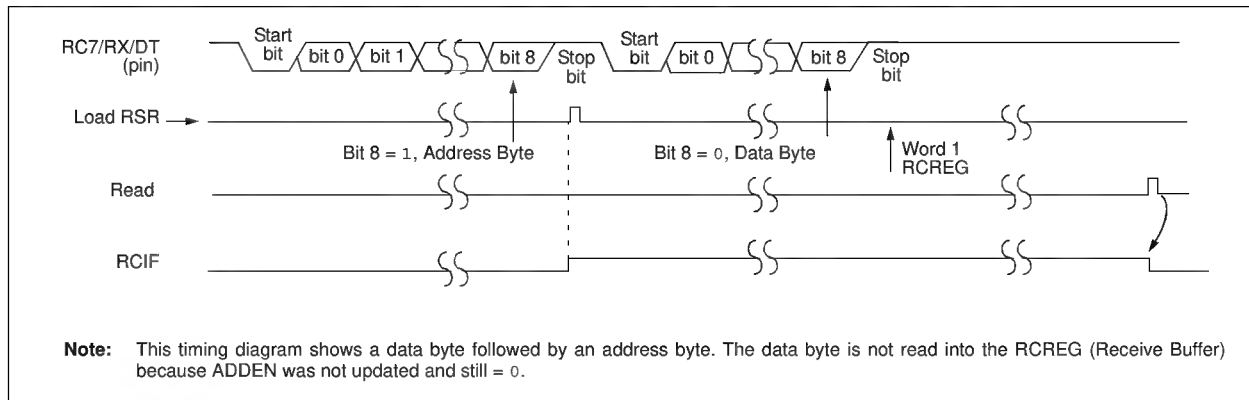 RC7/RX/DT
(pin)
Start
bit
bit 0
bit 1
bit 8
Stop
bit
Start
bit
bit 0
bit 8
Stop
bit
Load RSR
Bit 8 = 1, Address Byte
Bit 8 = 0, Data Byte
Word 1
RCREG
Read
RCIF
Note: This timing diagram shows a data byte followed by an address byte. The data byte is not read into the RCREG (Receive Buffer)
because ADDEN was not updated and still = 0.